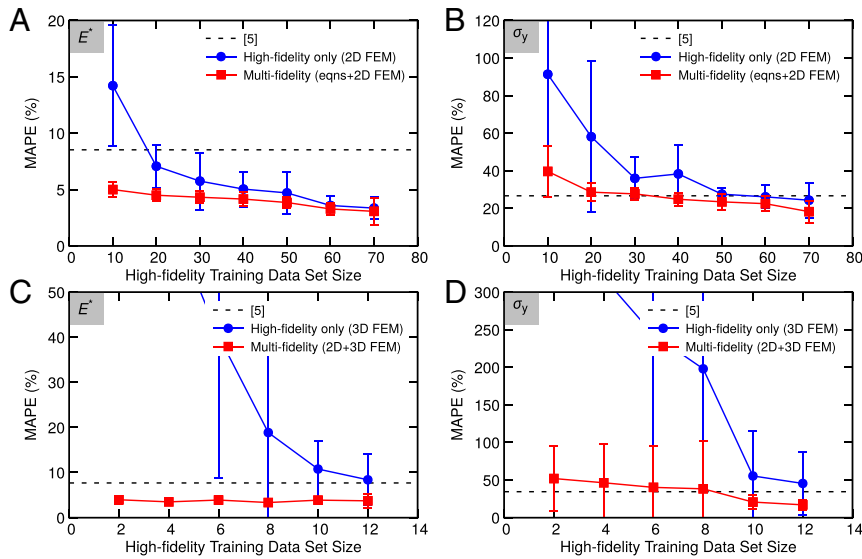 A
E*
[5]
High-fidelity only (2D FEM)
Multi-fidelity (eqns+2D FEM)
MAPE (%)
20
15
10
5
0
0 10 20 30 40 50 60 70 80
High-fidelity Training Data Set Size
B
σy
[5]
High-fidelity only (2D FEM)
Multi-fidelity (eqns+2D FEM)
MAPE (%)
120
100
80
60
40
20
0
0 10 20 30 40 50 60 70 80
High-fidelity Training Data Set Size
C
E*
[5]
High-fidelity only (3D FEM)
Multi-fidelity (2D+3D FEM)
MAPE (%)
50
40
30
20
10
0
0 2 4 6 8 10 12 14
High-fidelity Training Data Set Size
D
σy
[5]
High-fidelity only (3D FEM)
Multi-fidelity (2D+3D FEM)
MAPE (%)
300
250
200
150
100
50
0
0 2 4 6 8 10 12 14
High-fidelity Training Data Set Size